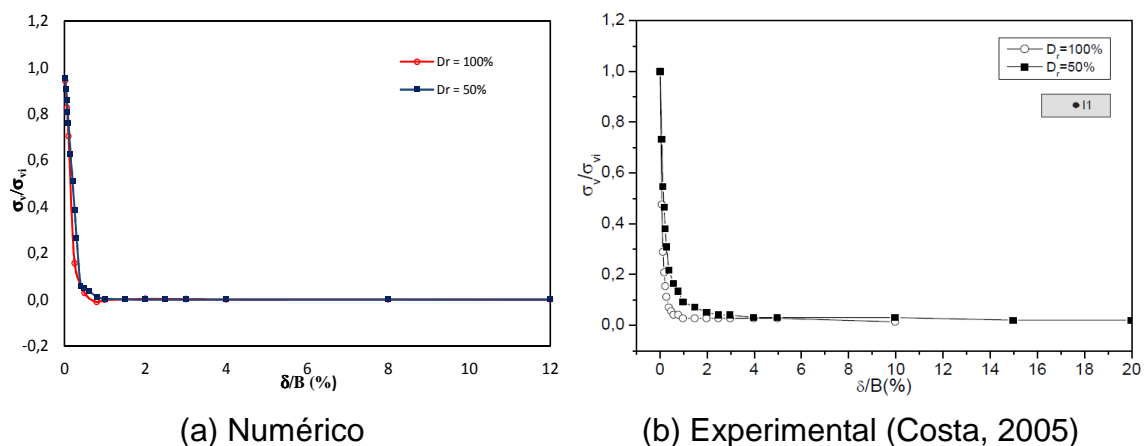 1,2
1,0
0,8
0,6
0,4
0,2
0,0
-0,2
σv/σvi
Dr = 100%
Dr = 50%
0 2 4 6 8 10 12
δ/B (%)
(a) Numérico
1,2
1,0
0,8
0,6
0,4
0,2
0,0
σv/σvi
Dr=100%
Dr=50%
I1
0 2 4 6 8 10 12 14 16 18 20
δ/B(%)
(b) Experimental (Costa, 2005)